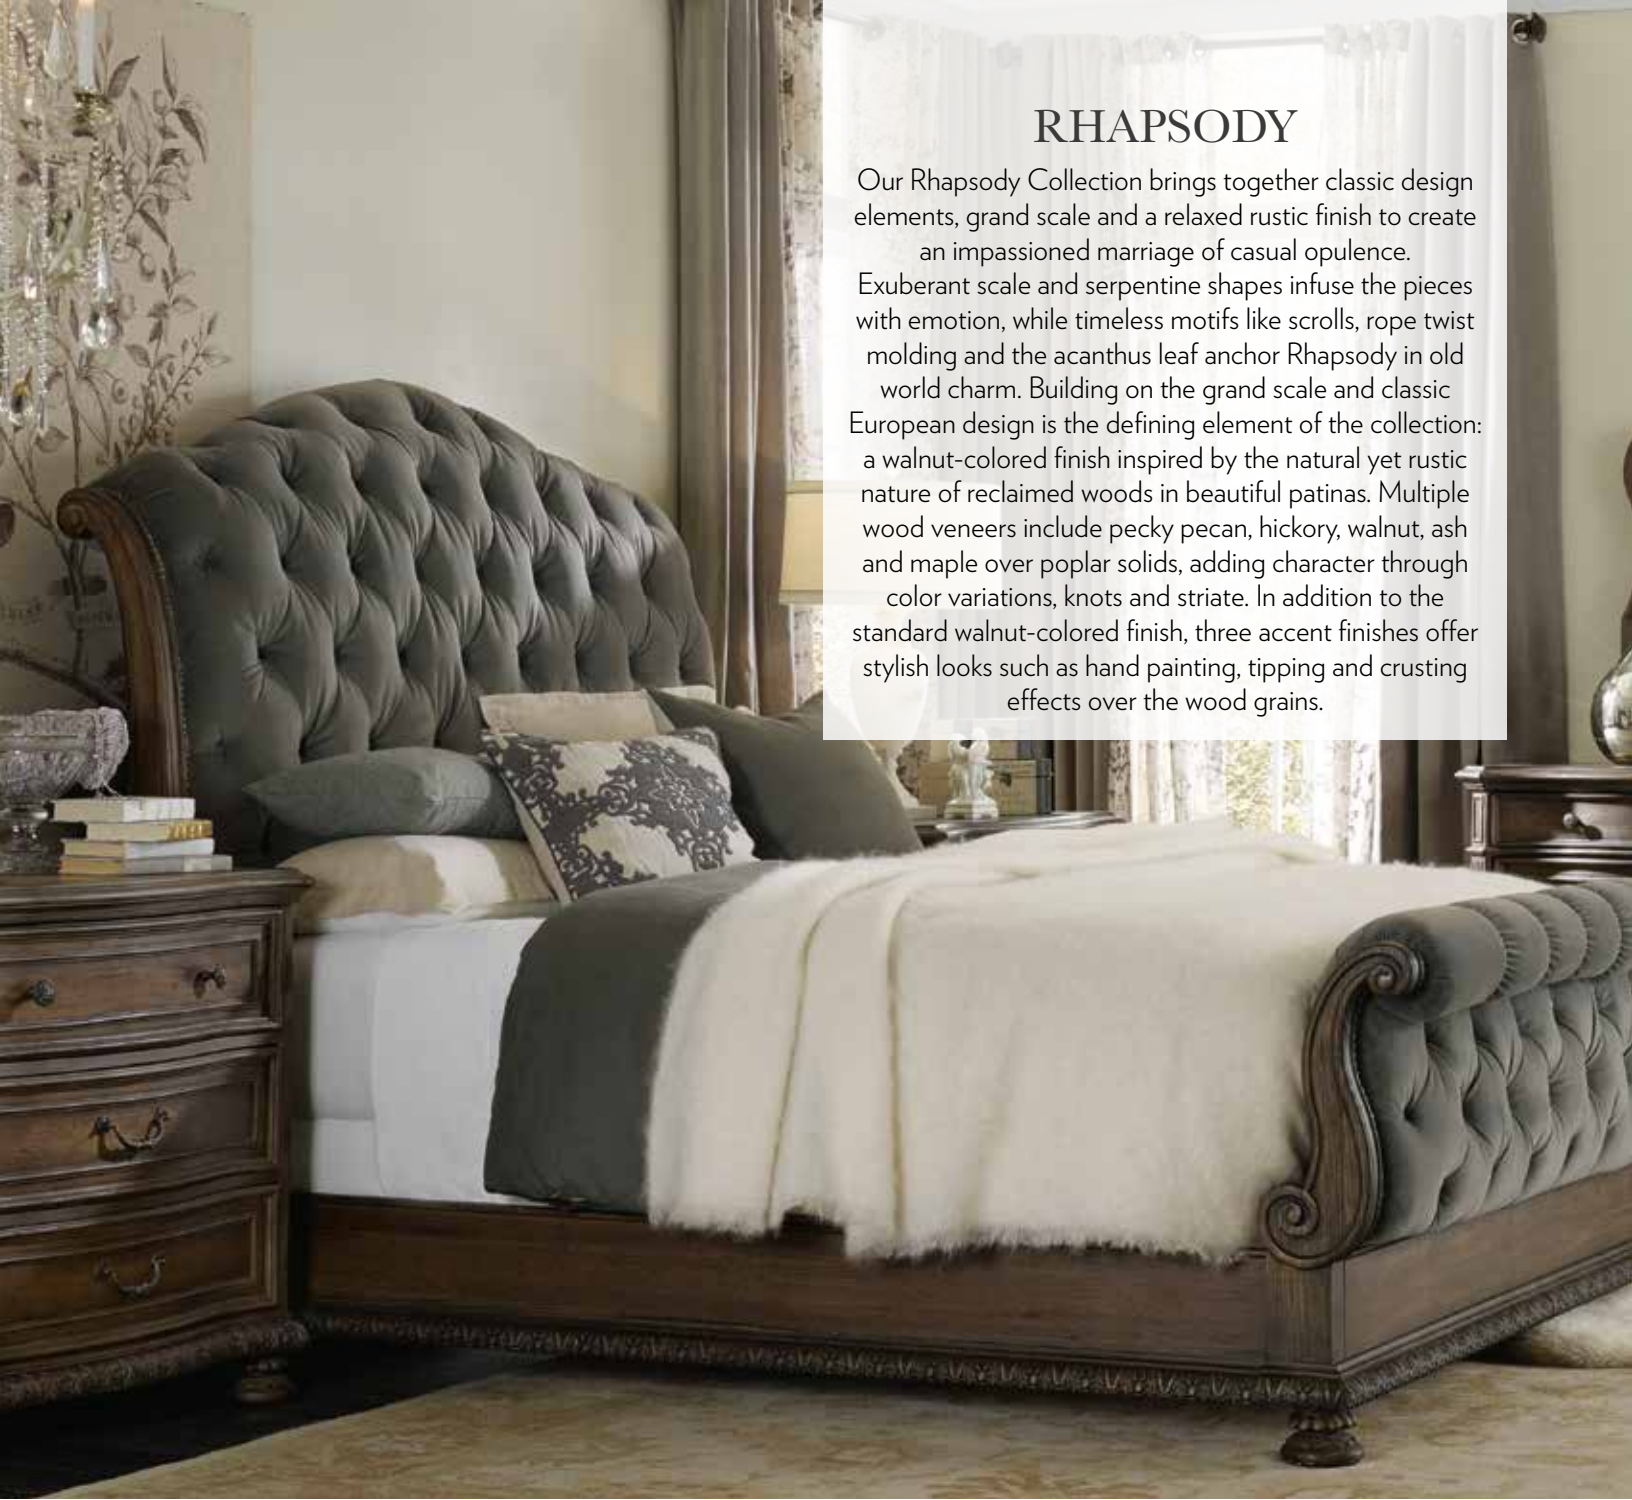 RHAPSODY
Our Rhapsody Collection brings together classic design
elements, grand scale and a relaxed rustic finish to create
an impassioned marriage of casual opulence.
Exuberant scale and serpentine shapes infuse the pieces
with emotion, while timeless motifs like scrolls, rope twist
molding and the acanthus leaf anchor Rhapsody in old
world charm. Building on the grand scale and classic
European design is the defining element of the collection:
a walnut-colored finish inspired by the natural yet rustic
nature of reclaimed woods in beautiful patinas. Multiple
wood veneers include pecky pecan, hickory, walnut, ash
and maple over poplar solids, adding character through
color variations, knots and striate. In addition to the
standard walnut-colored finish, three accent finishes offer
stylish looks such as hand painting, tipping and crusting
effects over the wood grains.